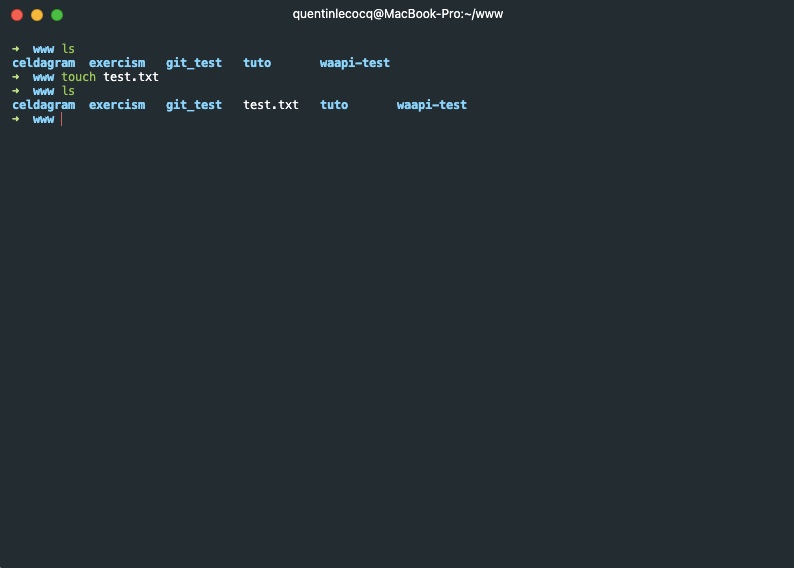 quentinlecocq@MacBook-Pro:~/www
➜ www ls
celdagram exercism git_test tuto waapi-test
➜ www touch test.txt
➜ www ls
celdagram exercism git_test test.txt tuto waapi-test
➜ www